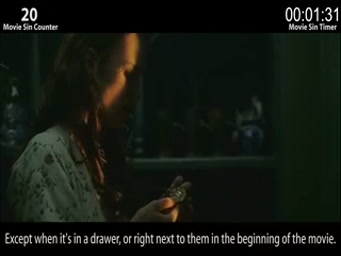 20
Movie Sin Counter
00:01:31
Movie Sin Timer
Except when it's in a drawer, or right next to them in the beginning of the movie.